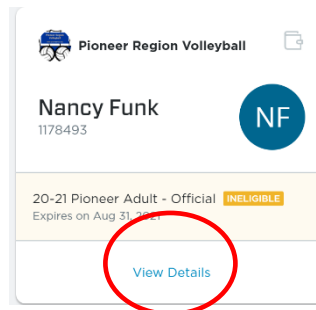 Pioneer Region Volleyball
Nancy Funk
1178493
NF
20-21 Pioneer Adult - Official INELIGIBLE
Expires on Aug 31, 2021
View Details